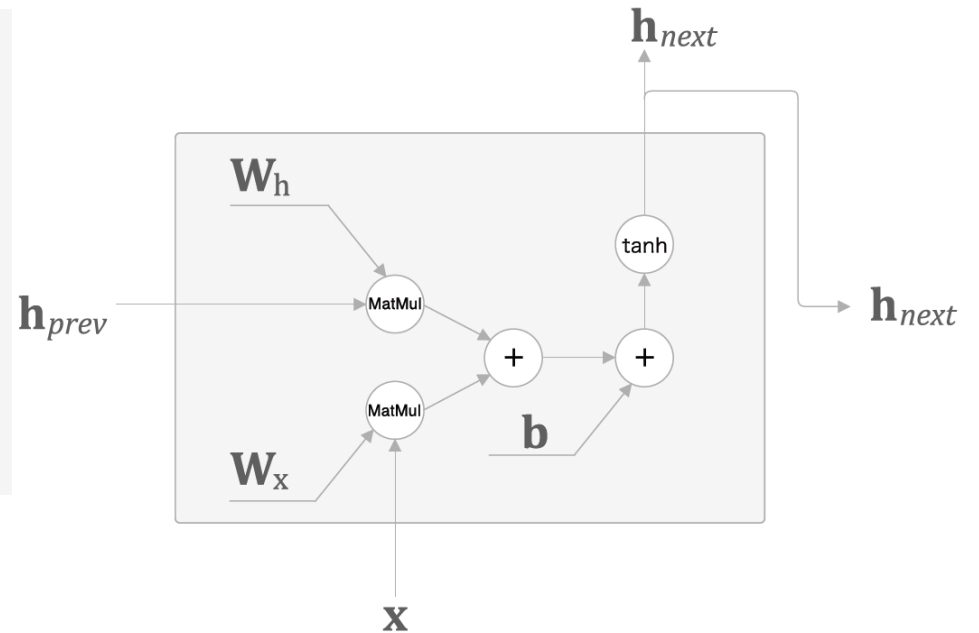 h_next
W_h
tanh
h_prev
MatMul
h_next
+
+
MatMul
b
W_x
x